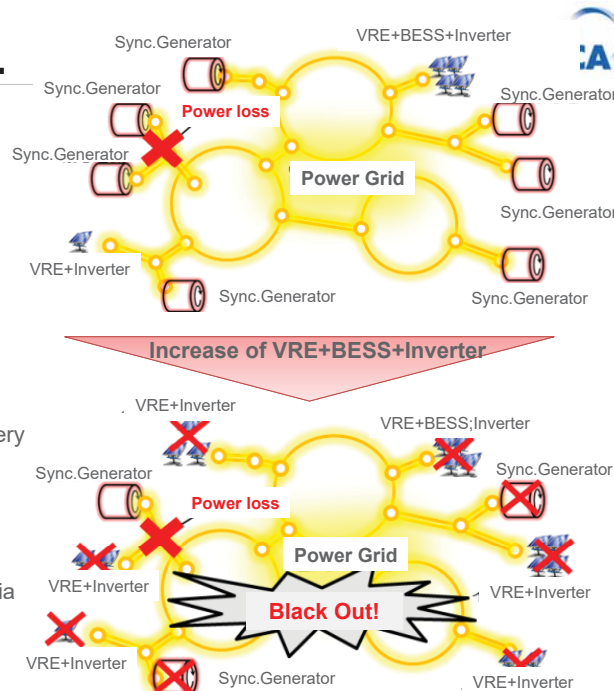 Sync.Generator
VRE+BESS+Inverter
Sync.Generator
Sync.Generator
Power loss
Sync.Generator
Power Grid
Sync.Generator
VRE+Inverter
Sync.Generator
Sync.Generator
Increase of VRE+BESS+Inverter
VRE+Inverter
VRE+BESS;Inverter
Sync.Generator
Sync.Generator
Power loss
Power Grid
VRE+Inverter
VRE+Inverter
Black Out!
VRE+Inverter
Sync.Generator
VRE+Inverter